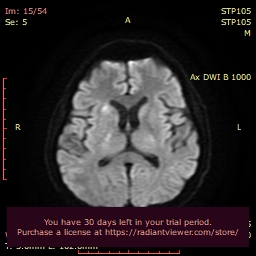 Im: 15/54
Se: 5
A
STP105
STP105
M
Ax DWI B 1000
R
L
You have 30 days left in your trial period.
Purchase a license at https://radiantviewer.com/store/